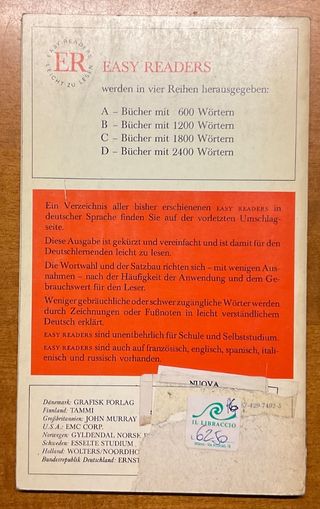 EASY READERS
ER
LEICHT ZU LESEN
EASY READERS
werden in vier Reihen herausgegeben:
A – Bücher mit 600 Wörtern
B – Bücher mit 1200 Wörtern
C – Bücher mit 1800 Wörtern
D – Bücher mit 2400 Wörtern
Ein Verzeichnis aller bisher erschienenen EASY READERS in
deutscher Sprache finden Sie auf der vorletzten Umschlag-
seite.
Diese Ausgabe ist gekürzt und vereinfacht und ist damit für den
Deutschlernenden leicht zu lesen.
Die Wortwahl und der Satzbau richten sich – mit wenigen Aus-
nahmen – nach der Häufigkeit der Anwendung und dem Ge-
brauchswert für den Leser.
Weniger gebräuchliche oder schwer zugängliche Wörter werden
durch Zeichnungen oder Fußnoten in leicht verständlichem
Deutsch erklärt.
EASY READERS sind unentbehrlich für Schule und Selbststudium.
EASY READERS sind auch auf französisch, englisch, spanisch, itali-
enisch und russisch vorhanden.
NUOVA
Dänemark: GRAFISK FORLAG
Finnland: TAMMI
Großbritannien: JOHN MURRAY
U.S.A.: EMC CORP.
Norwegen: GYLDENDAL NORSK
Schweden: ESSELTE STUDIUM
Holland: WOLTERS/NOORDHO
Bundesrepublik Deutschland: ERNST
IL LIBRACCIO